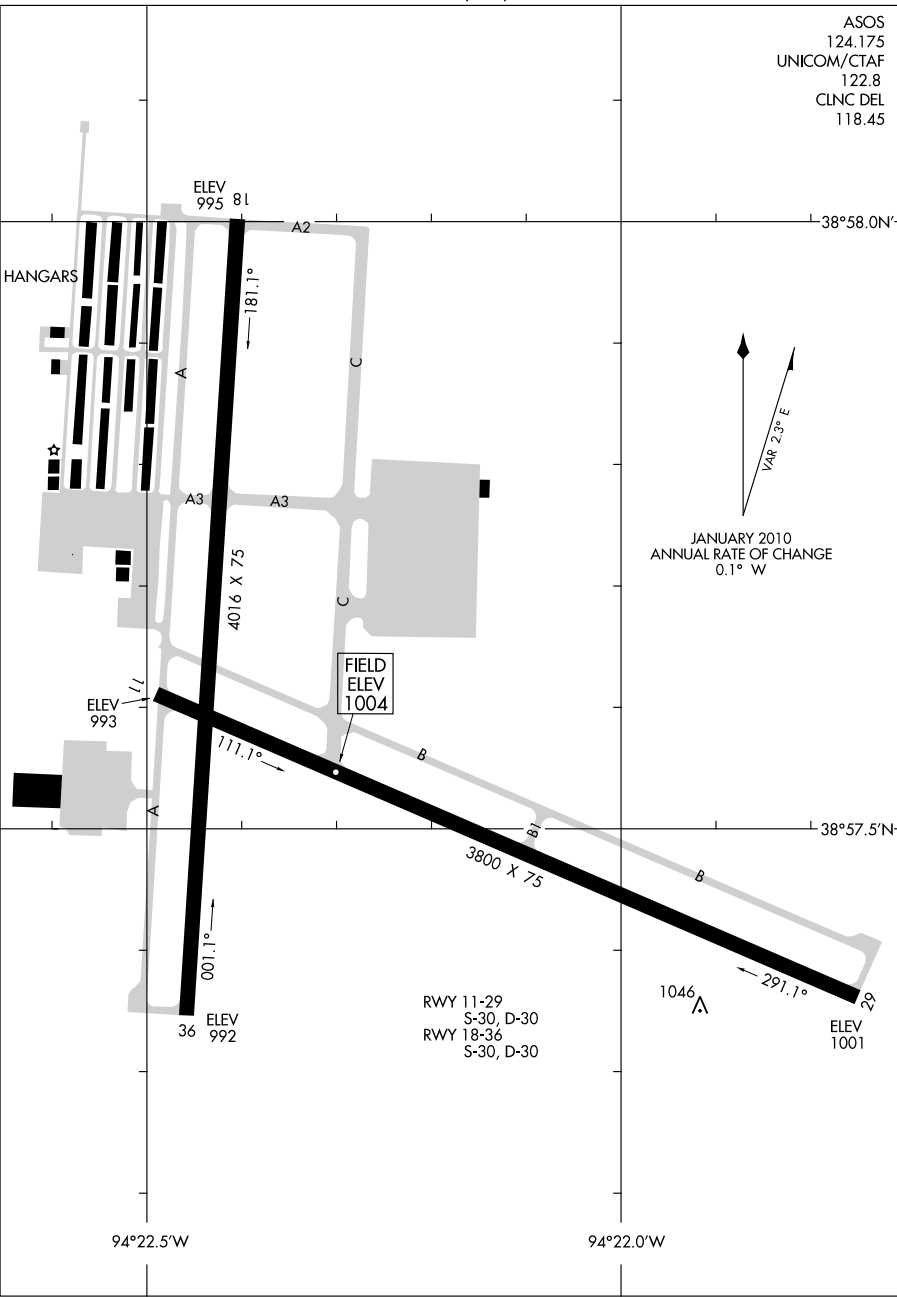 ASOS
124.175
UNICOM/CTAF
122.8
CLNC DEL
118.45
ELEV
995
18
A2
38°58.0'N
HANGARS
181.1°
A
C
VAR 2.3° E
JANUARY 2010
ANNUAL RATE OF CHANGE
0.1° W
A3
A3
4016 X 75
C
FIELD
ELEV
1004
11
ELEV
993
111.1°
B
A
B1
38°57.5'N
3800 X 75
B
001.1°
291.1°
1046
29
ELEV
1001
RWY 11-29
S-30, D-30
RWY 18-36
S-30, D-30
36
ELEV
992
94°22.5'W
94°22.0'W